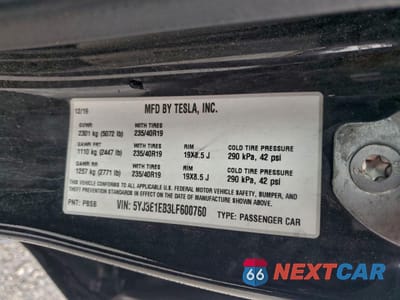 12/19 MFD BY TESLA, INC.
GVWR WITH TIRES
2301 kg (5072 lb) 235/40R19
GAWR FRT WITH TIRES RIM COLD TIRE PRESSURE
1110 kg (2447 lb) 235/40R19 19X8.5 J 290 kPa, 42 psi
GAWR RR WITH TIRES RIM COLD TIRE PRESSURE
1257 kg (2771 lb) 235/40R19 19X8.5 J 290 kPa, 42 psi
THIS VEHICLE CONFORMS TO ALL APPLICABLE FEDERAL MOTOR VEHICLE SAFETY, BUMPER, AND
THEFT PREVENTION STANDARDS IN EFFECT ON THE DATE OF MANUFACTURE SHOWN ABOVE.
PNT: PBSB VIN: 5YJ3E1EB3LF600760 TYPE: PASSENGER CAR
66 NEXTCAR